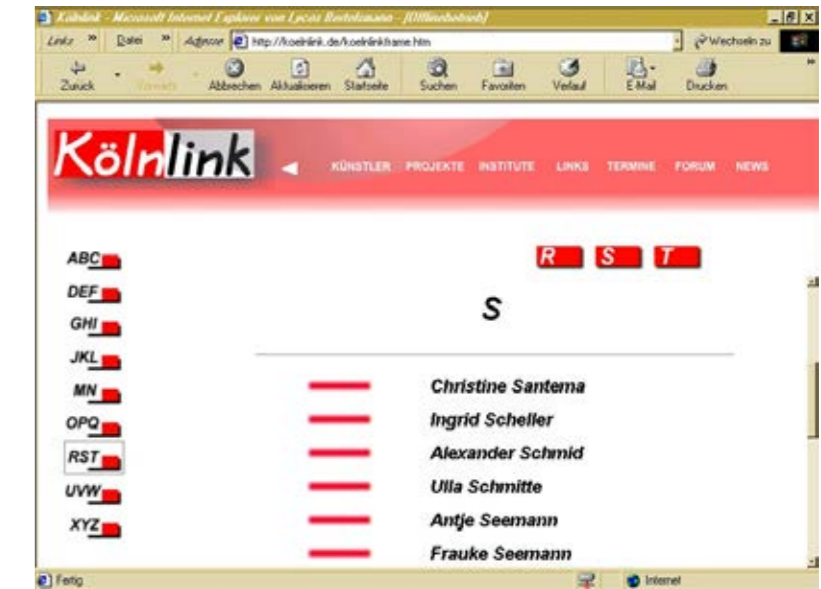 Kölnlink - Microsoft Internet Explorer von Lycos Bertelsmann - [Offlinebetrieb]
Links » Datei » Adresse http://koelnlink.de/koelnlinkframe.htm Wechseln zu
Zurück Vorwärts Abbrechen Aktualisieren Startseite Suchen Favoriten Verlauf E-Mail Drucken »
Kölnlink
KÜNSTLER PROJEKTE INSTITUTE LINKS TERMINE FORUM NEWS
R S T
S
ABC
DEF
GHI
JKL
MN
OPQ
RST
UVW
XYZ
Christine Santema
Ingrid Scheller
Alexander Schmid
Ulla Schmitte
Antje Seemann
Frauke Seemann
Fertig Internet